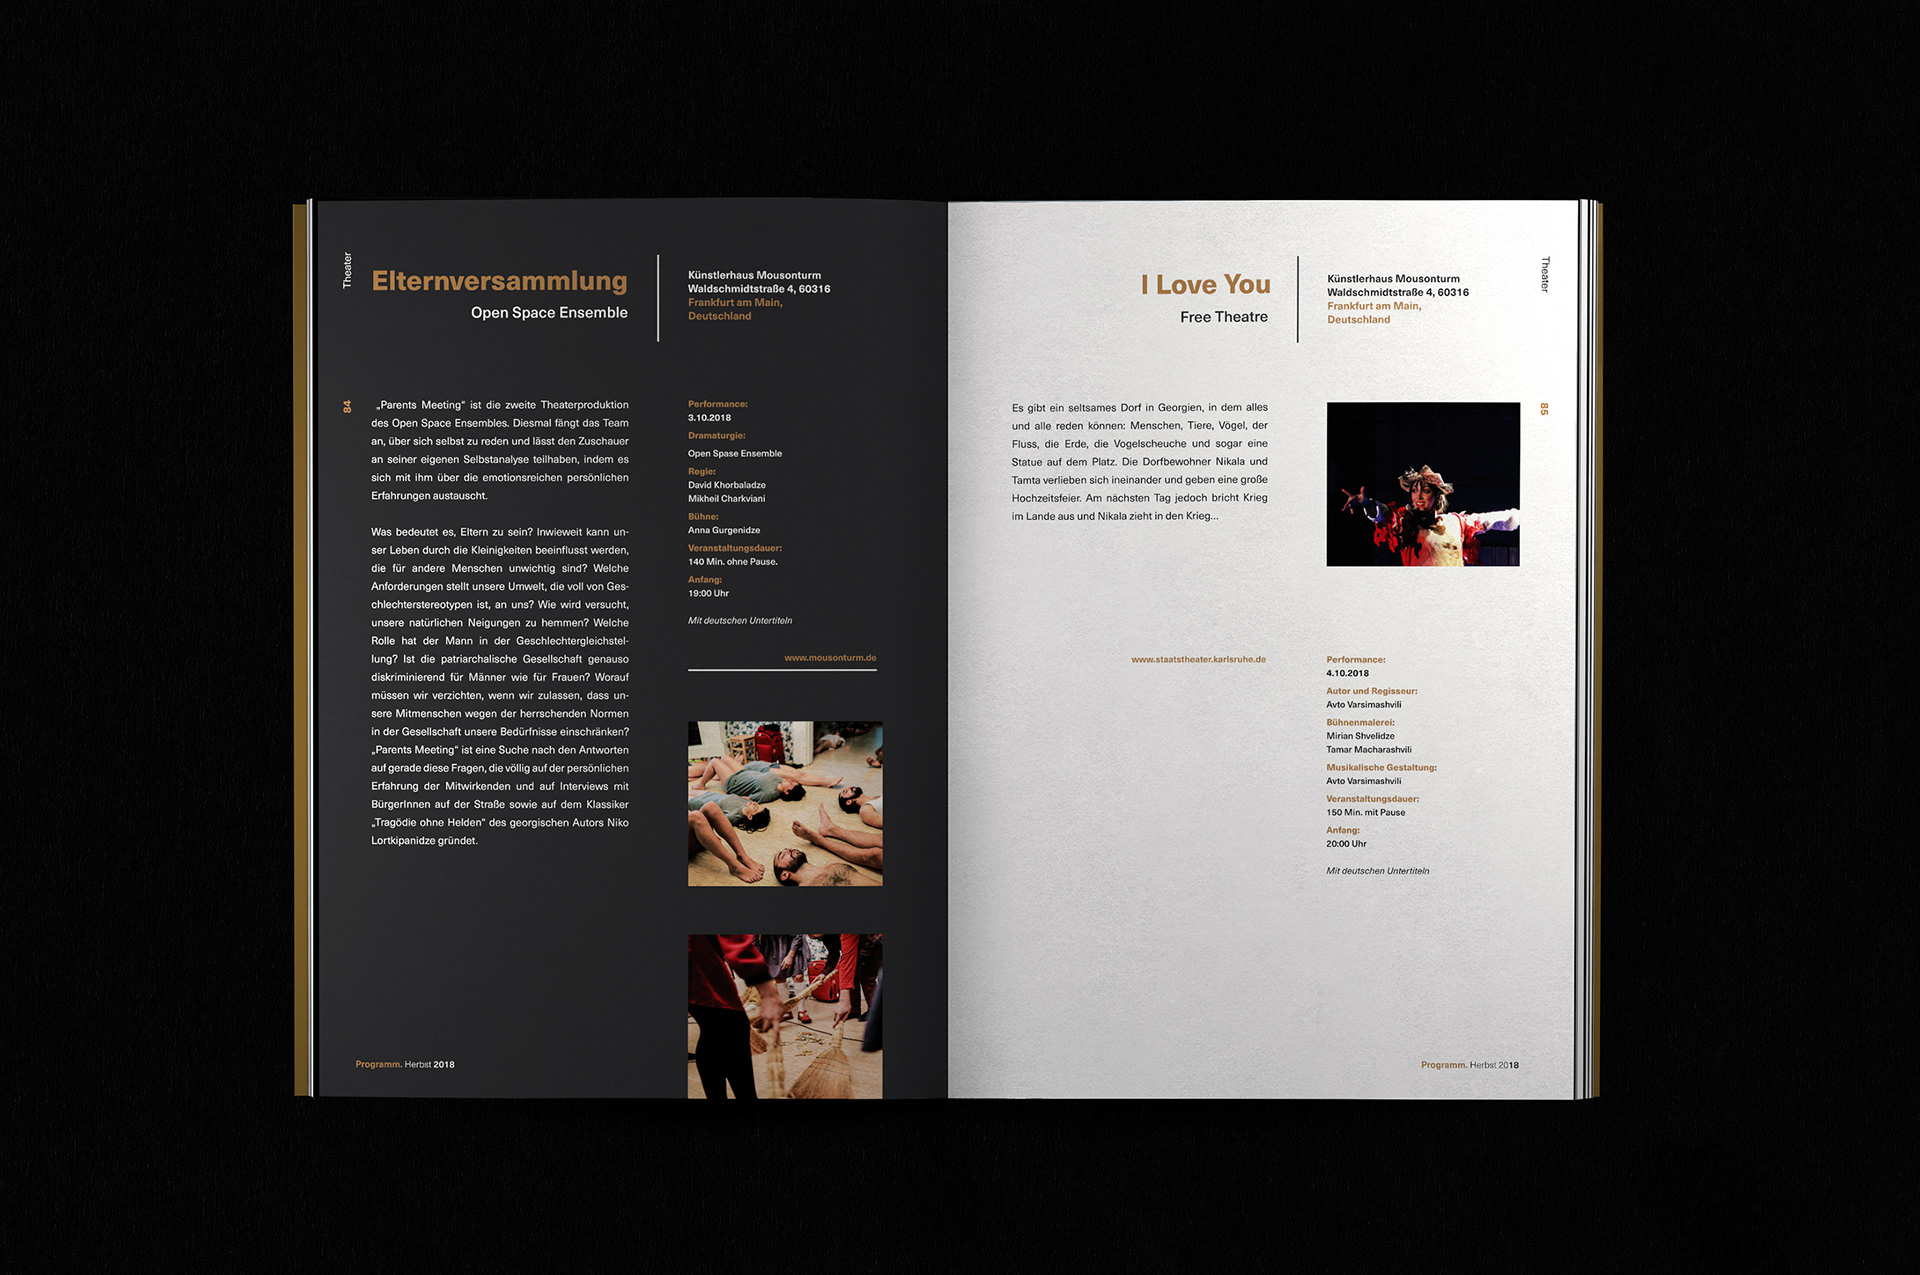 Theater
Elternversammlung
Open Space Ensemble
Künstlerhaus Mousonturm
Waldschmidtstraße 4, 60316
Frankfurt am Main,
Deutschland
84
„Parents Meeting“ ist die zweite Theaterproduktion
des Open Space Ensembles. Diesmal fängt das Team
an, über sich selbst zu reden und lässt den Zuschauer
an seiner eigenen Selbstanalyse teilhaben, indem es
sich mit ihm über die emotionsreichen persönlichen
Erfahrungen austauscht.
Was bedeutet es, Eltern zu sein? Inwieweit kann un-
ser Leben durch die Kleinigkeiten beeinflusst werden,
die für andere Menschen unwichtig sind? Welche
Anforderungen stellt unsere Umwelt, die voll von Ges-
chlechterstereotypen ist, an uns? Wie wird versucht,
unsere natürlichen Neigungen zu hemmen? Welche
Rolle hat der Mann in der Geschlechtergleichstel-
lung? Ist die patriarchalische Gesellschaft genauso
diskriminierend für Männer wie für Frauen? Worauf
müssen wir verzichten, wenn wir zulassen, dass un-
sere Mitmenschen wegen der herrschenden Normen
in der Gesellschaft unsere Bedürfnisse einschränken?
„Parents Meeting“ ist eine Suche nach den Antworten
auf gerade diese Fragen, die völlig auf der persönlichen
Erfahrung der Mitwirkenden und auf Interviews mit
BürgerInnen auf der Straße sowie auf dem Klassiker
„Tragödie ohne Helden“ des georgischen Autors Niko
Lortkipanidze gründet.
Performance:
3.10.2018
Dramaturgie:
Open Spase Ensemble
Regie:
David Khorbaladze
Mikheil Charkviani
Bühne:
Anna Gurgenidze
Veranstaltungsdauer:
140 Min. ohne Pause.
Anfang:
19:00 Uhr
Mit deutschen Untertiteln
www.mousonturm.de
Programm. Herbst 2018
I Love You
Free Theatre
Künstlerhaus Mousonturm
Waldschmidtstraße 4, 60316
Frankfurt am Main,
Deutschland
Theater
85
Es gibt ein seltsames Dorf in Georgien, in dem alles
und alle reden können: Menschen, Tiere, Vögel, der
Fluss, die Erde, die Vogelscheuche und sogar eine
Statue auf dem Platz. Die Dorfbewohner Nikala und
Tamta verlieben sich ineinander und geben eine große
Hochzeitsfeier. Am nächsten Tag jedoch bricht Krieg
im Lande aus und Nikala zieht in den Krieg...
www.staatstheater.karlsruhe.de
Performance:
4.10.2018
Autor und Regisseur:
Avto Varsimashvili
Bühnenmalerei:
Mirian Shvelidze
Tamar Macharashvili
Musikalische Gestaltung:
Avto Varsimashvili
Veranstaltungsdauer:
150 Min. mit Pause
Anfang:
20:00 Uhr
Mit deutschen Untertiteln
Programm. Herbst 2018